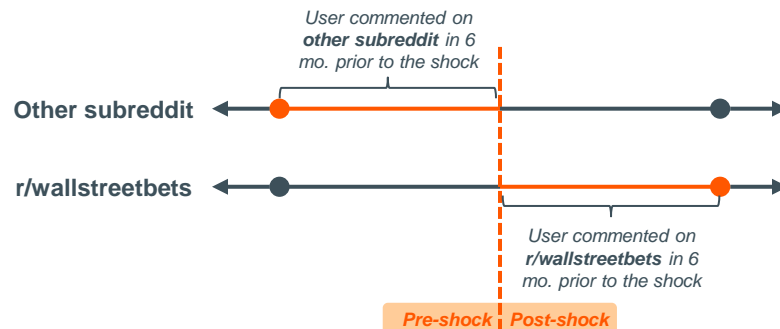 User commented on
other subreddit in 6
mo. prior to the shock
Other subreddit
r/wallstreetbets
User commented on
r/wallstreetbets in 6
mo. prior to the shock
Pre-shock Post-shock